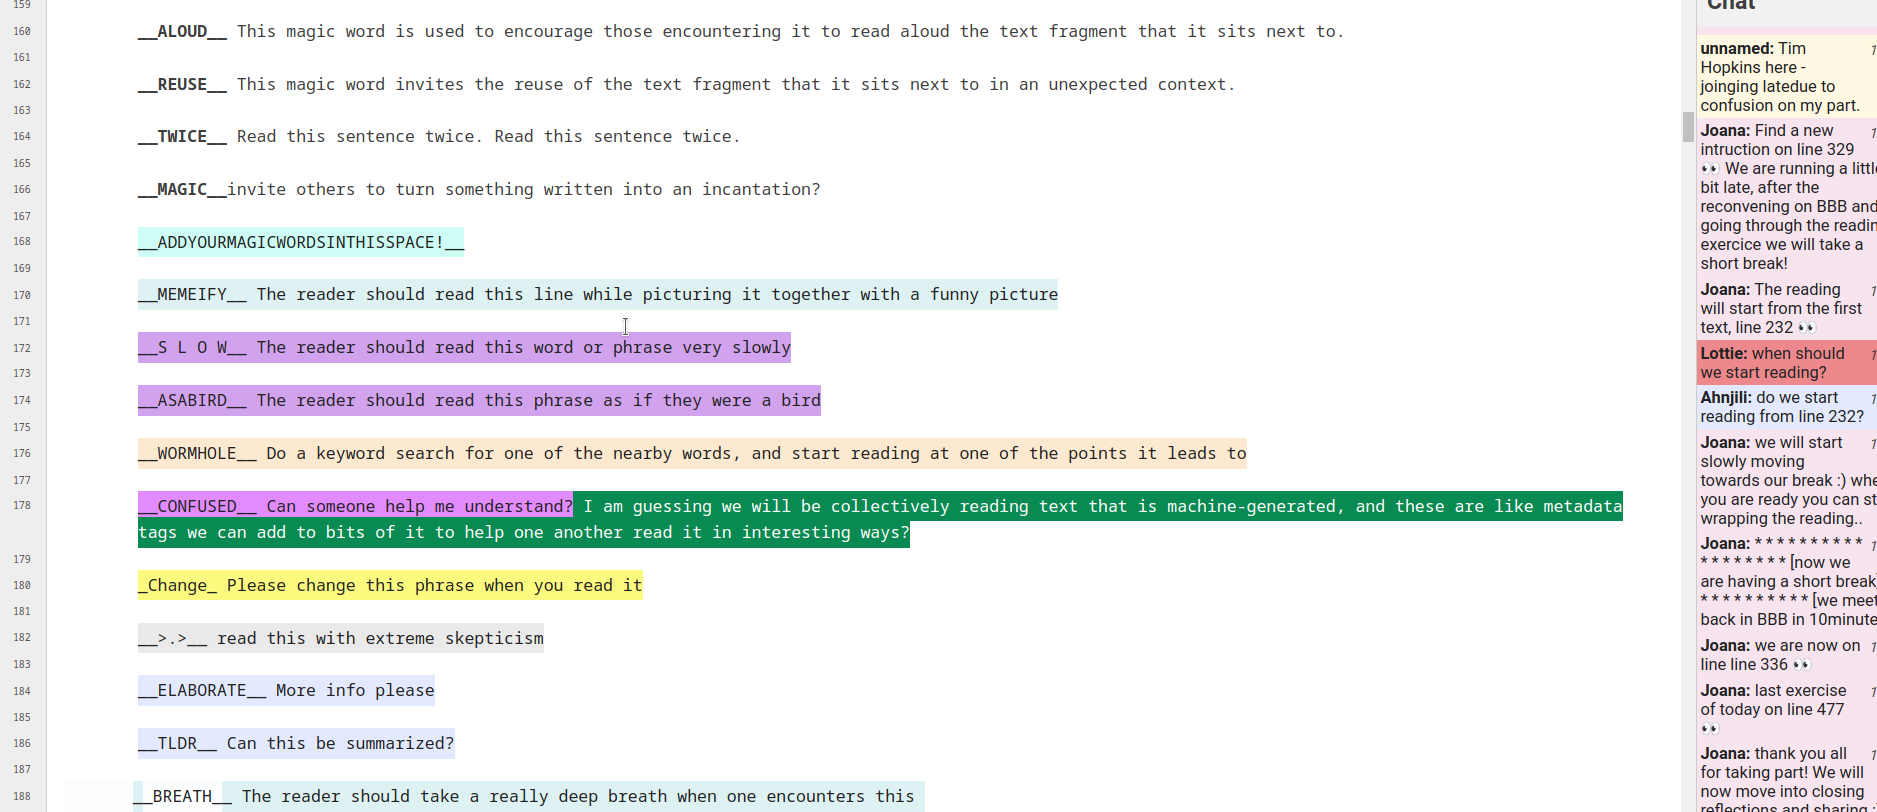 159
160 __ALOUD__ This magic word is used to encourage those encountering it to read aloud the text fragment that it sits next to.
161
162 __REUSE__ This magic word invites the reuse of the text fragment that it sits next to in an unexpected context.
163
164 __TWICE__ Read this sentence twice. Read this sentence twice.
165
166 __MAGIC__invite others to turn something written into an incantation?
167
168 __ADDYOURMAGICWORDSINTHISSPACE!__
169
170 __MEMEIFY__ The reader should read this line while picturing it together with a funny picture
171
172 __S L O W__ The reader should read this word or phrase very slowly
173
174 __ASABIRD__ The reader should read this phrase as if they were a bird
175
176 __WORMHOLE__ Do a keyword search for one of the nearby words, and start reading at one of the points it leads to
177
178 __CONFUSED__ Can someone help me understand? I am guessing we will be collectively reading text that is machine-generated, and these are like metadata
tags we can add to bits of it to help one another read it in interesting ways?
179
180 _Change_ Please change this phrase when you read it
181
182 __>.>__ read this with extreme skepticism
183
184 __ELABORATE__ More info please
185
186 __TLDR__ Can this be summarized?
187
188 __BREATH__ The reader should take a really deep breath when one encounters this
Chat
unnamed: Tim 1
Hopkins here -
joinging latedue to
confusion on my part.
Joana: Find a new 1
intruction on line 329
👀 We are running a little
bit late, after the
reconvening on BBB and
going through the readin
exercice we will take a
short break!
Joana: The reading 1
will start from the first
text, line 232 👀
Lottie: when should 1
we start reading?
Ahnjili: do we start 1
reading from line 232?
Joana: we will start 1
slowly moving
towards our break :) whe
you are ready you can st
wrapping the reading..
Joana: * * * * * * * * * * 1
* * * * * * * * [now we
are having a short break]
* * * * * * * * * * [we meet
back in BBB in 10minute
Joana: we are now on 1
line line 336 👀
Joana: last exercise 1
of today on line 477
👀
Joana: thank you all 1
for taking part! We will
now move into closing
reflections and sharing :